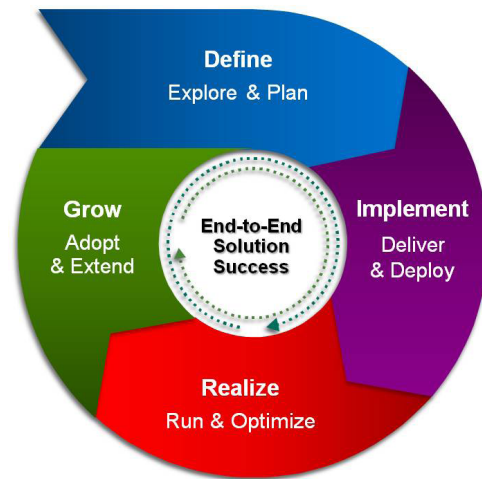 Define
Explore & Plan
Implement
Deliver
& Deploy
Realize
Run & Optimize
Grow
Adopt
& Extend
End-to-End
Solution
Success